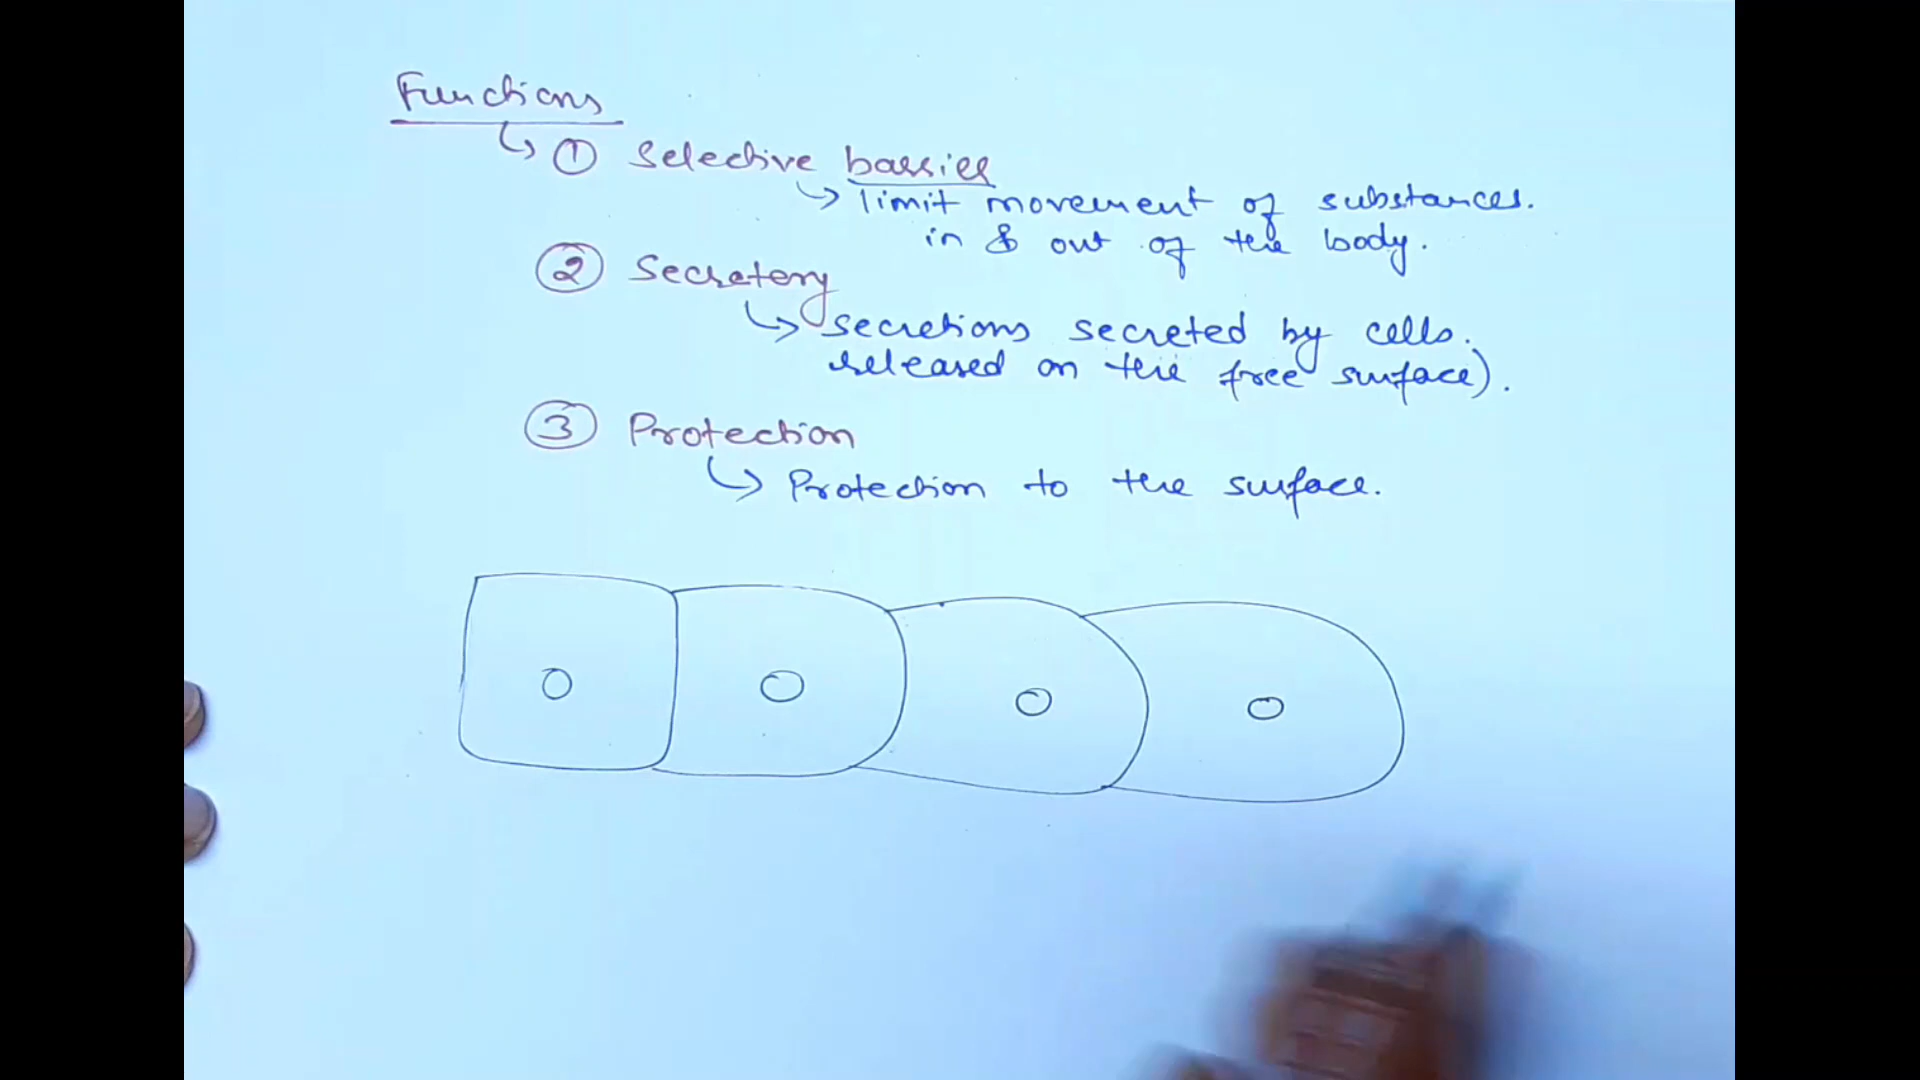 Functions
↳ ① Selective barrier
↳ limit movement of substances.
in & out of the body.
② Secretory
↳ secretions secreted by cells.
released on the free surface).
③ Protection
↳ Protection to the surface.